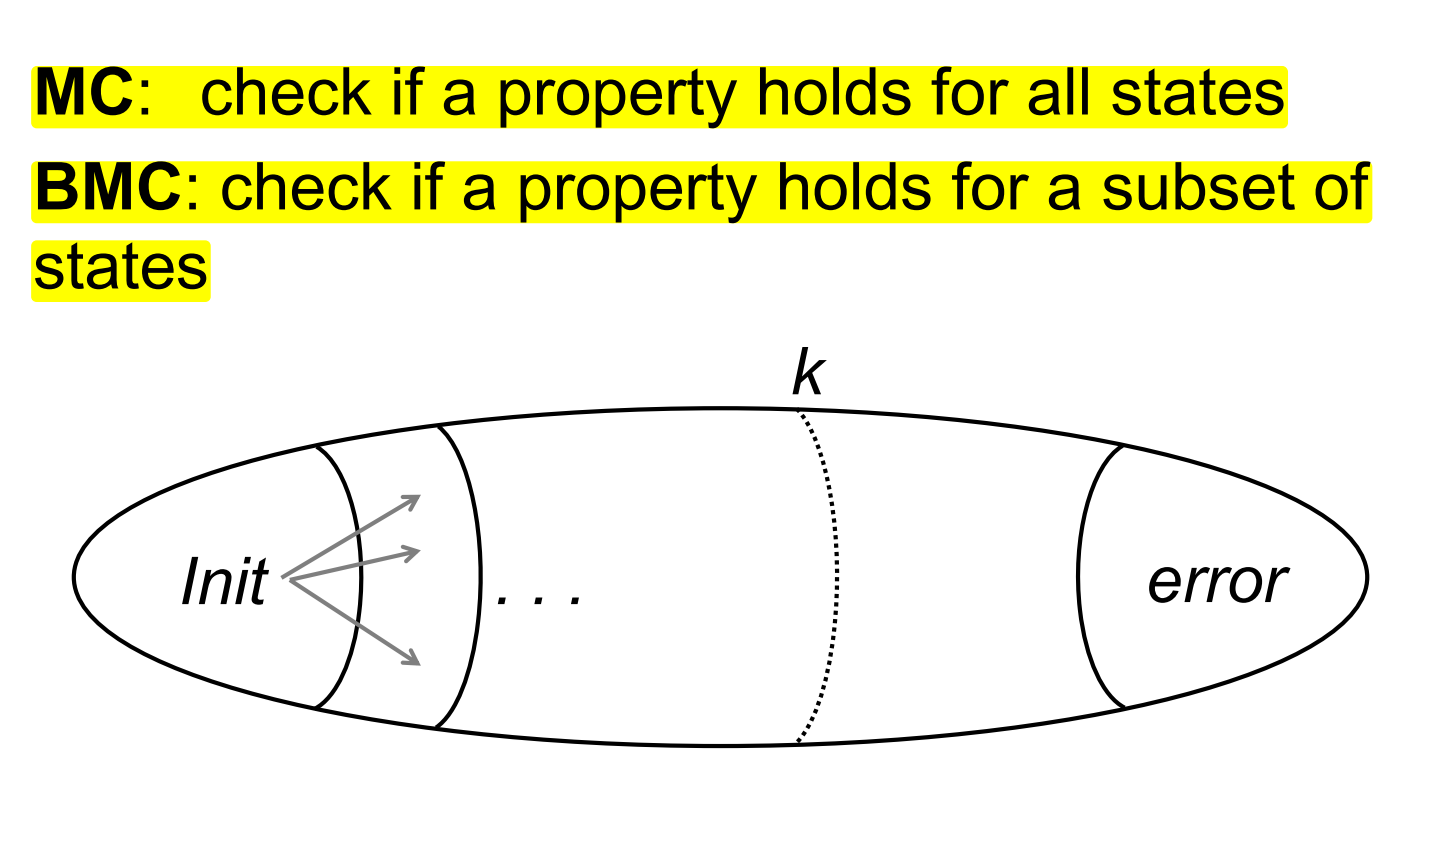 MC: check if a property holds for all states
BMC: check if a property holds for a subset of
states
k
Init
. . .
error